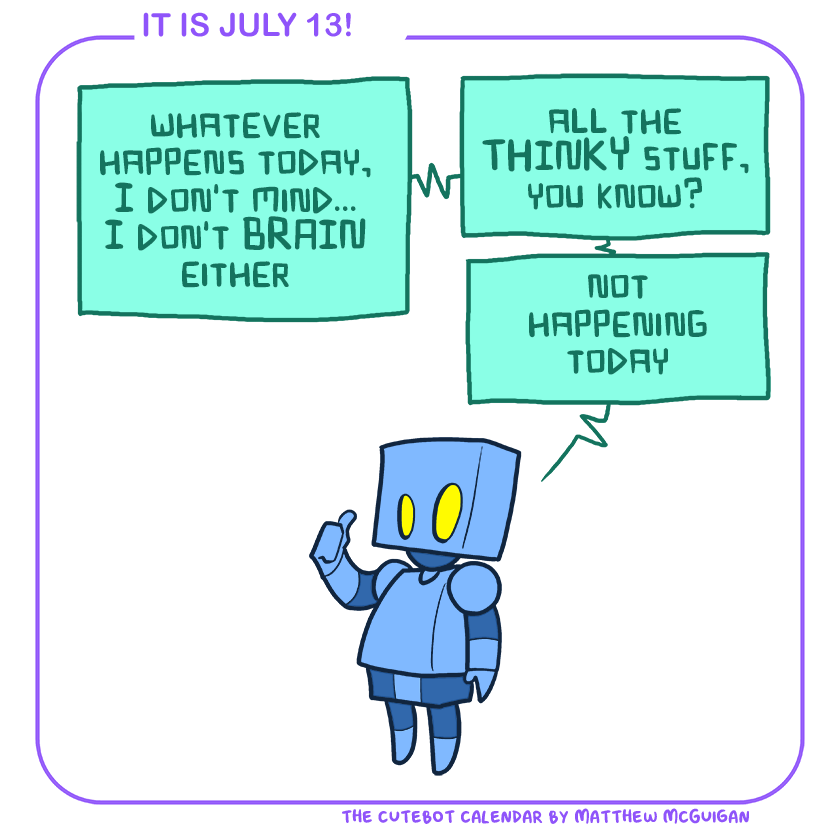 IT IS JULY 13!
WHATEVER
HAPPENS TODAY,
I DON'T MIND...
I DON'T BRAIN
EITHER
ALL THE
THINKY STUFF,
YOU KNOW?
NOT
HAPPENING
TODAY
THE CUTEBOT CALENDAR BY MATTHEW MCGUIGAN